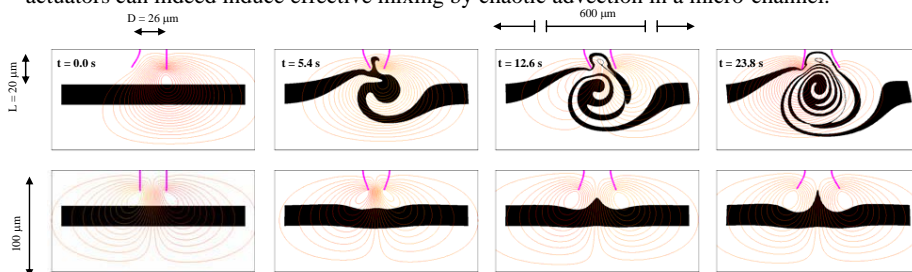 actuators can indeed induce effective mixing by chaotic advection in a micro-channel.
D = 26 μm
600 μm
L = 20 μm
t = 0.0 s
t = 5.4 s
t = 12.6 s
t = 23.8 s
100 μm